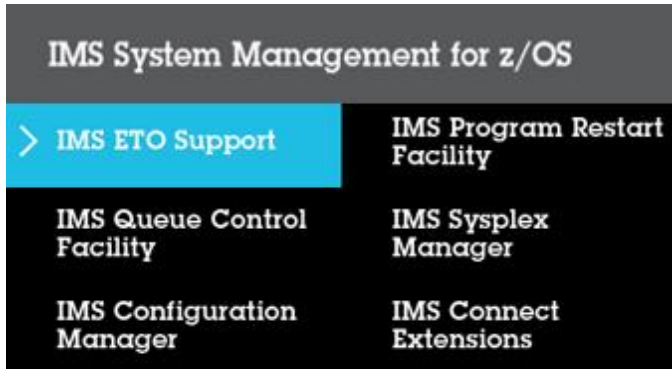 IMS System Management for z/OS
IMS ETO Support
IMS Program Restart
Facility
IMS Queue Control
Facility
IMS Sysplex
Manager
IMS Configuration
Manager
IMS Connect
Extensions